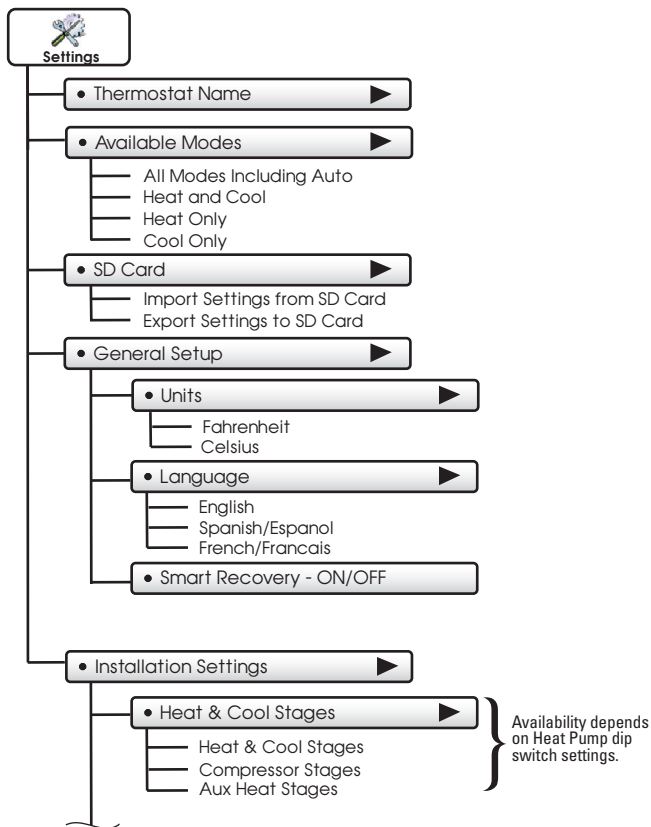 Settings
• Thermostat Name
• Available Modes
All Modes Including Auto
Heat and Cool
Heat Only
Cool Only
• SD Card
Import Settings from SD Card
Export Settings to SD Card
• General Setup
• Units
Fahrenheit
Celsius
• Language
English
Spanish/Espanol
French/Francais
• Smart Recovery - ON/OFF
• Installation Settings
• Heat & Cool Stages
Heat & Cool Stages
Compressor Stages
Aux Heat Stages
Availability depends
on Heat Pump dip
switch settings.